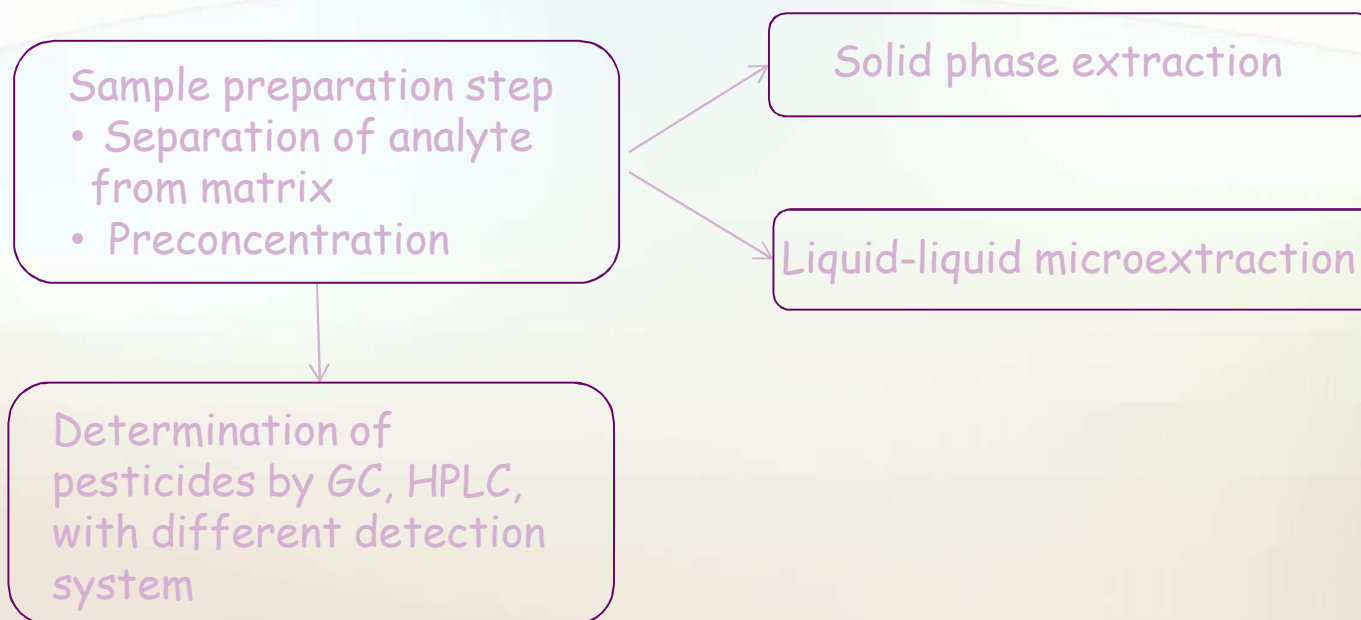 Sample preparation step
• Separation of analyte
from matrix
• Preconcentration
Solid phase extraction
Liquid-liquid microextraction
Determination of
pesticides by GC, HPLC,
with different detection
system